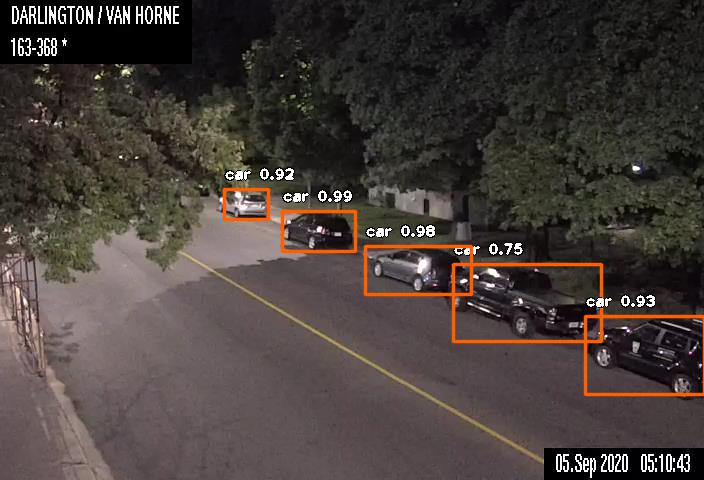 DARLINGTON / VAN HORNE
163-368 *
car 0.92
car 0.99
car 0.98
car 0.75
car 0.93
05.Sep 2020 05:10:43